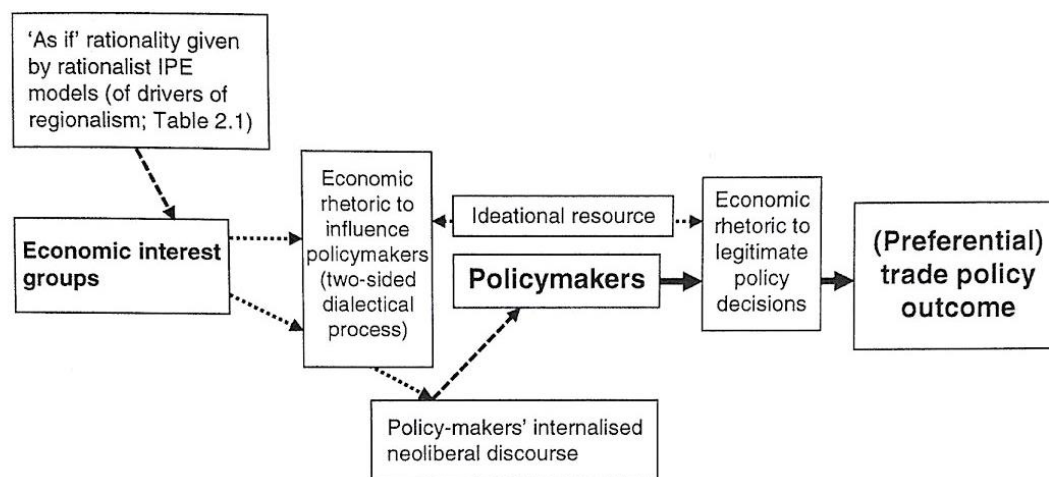 ‘As if’ rationality given
by rationalist IPE
models (of drivers of
regionalism; Table 2.1)
Economic interest
groups
Economic
rhetoric to
influence
policymakers
(two-sided
dialectical
process)
Ideational resource
Policymakers
Policy-makers’ internalised
neoliberal discourse
Economic
rhetoric to
legitimate
policy
decisions
(Preferential)
trade policy
outcome